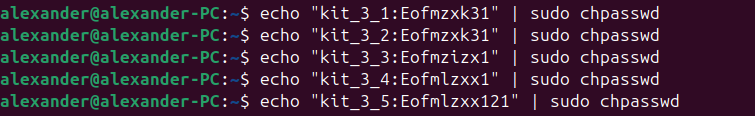 alexander@alexander-PC:~$ echo "kit_3_1:Eofmzxk31" | sudo chpasswd
alexander@alexander-PC:~$ echo "kit_3_2:Eofmzxk31" | sudo chpasswd
alexander@alexander-PC:~$ echo "kit_3_3:Eofmzizx1" | sudo chpasswd
alexander@alexander-PC:~$ echo "kit_3_4:Eofmlzxx1" | sudo chpasswd
alexander@alexander-PC:~$ echo "kit_3_5:Eofmlzxx121" | sudo chpasswd